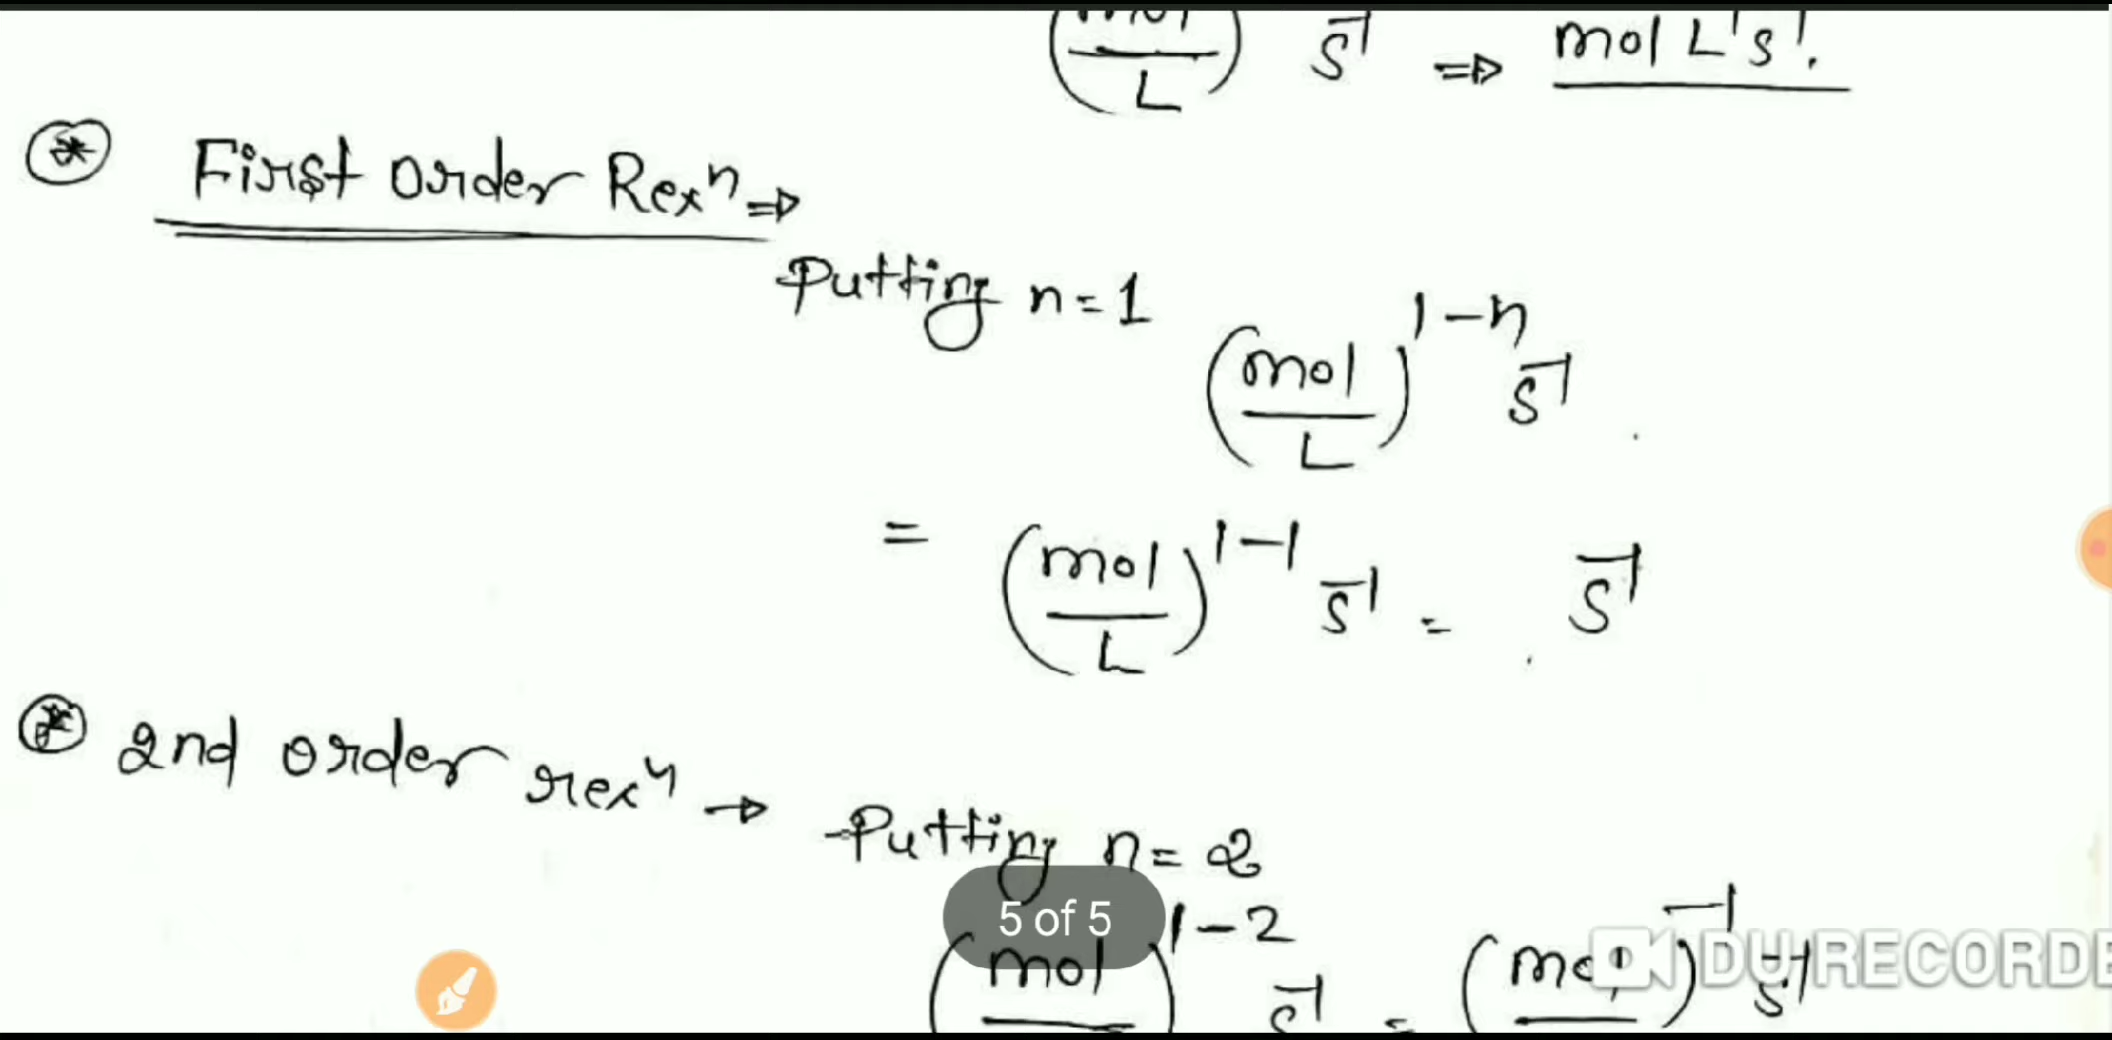 (mol/L) s⁻¹ ⇒ mol L⁻¹s⁻¹.
First order Rexⁿ ⇒
Putting n=1
(mol/L)¹⁻ⁿ s⁻¹
= (mol/L)¹⁻¹ s⁻¹ = s⁻¹
2nd order rexⁿ →
Putting n=2
5 of 5
(mol)¹⁻² s⁻¹ = (mol)⁻¹ s⁻¹
DU RECORDE